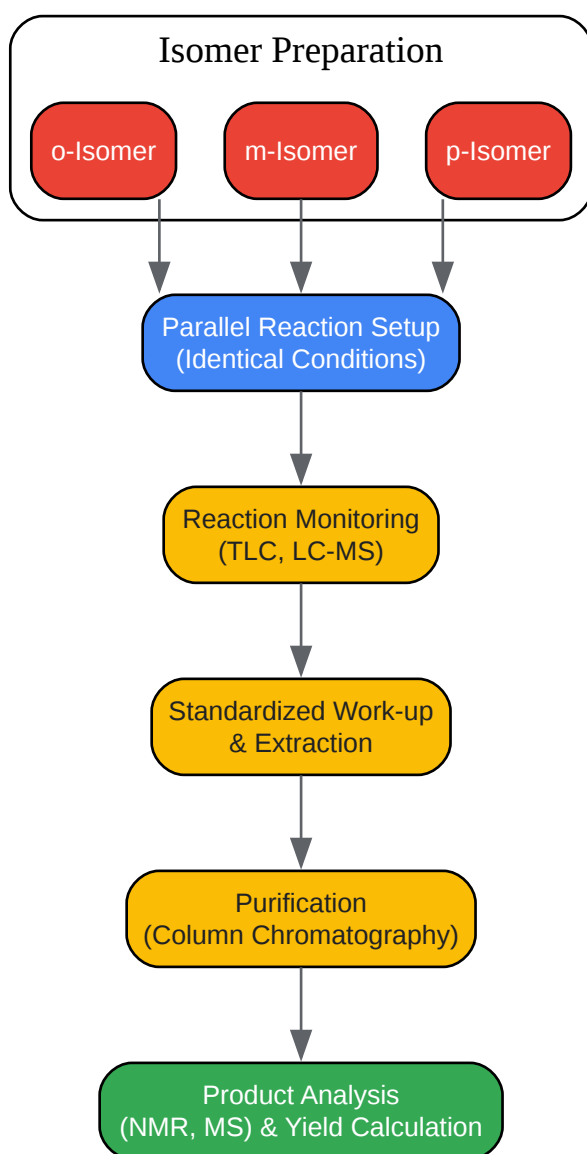 Isomer Preparation
o-Isomer
m-Isomer
p-Isomer
Parallel Reaction Setup
(Identical Conditions)
Reaction Monitoring
(TLC, LC-MS)
Standardized Work-up
& Extraction
Purification
(Column Chromatography)
Product Analysis
(NMR, MS) & Yield Calculation